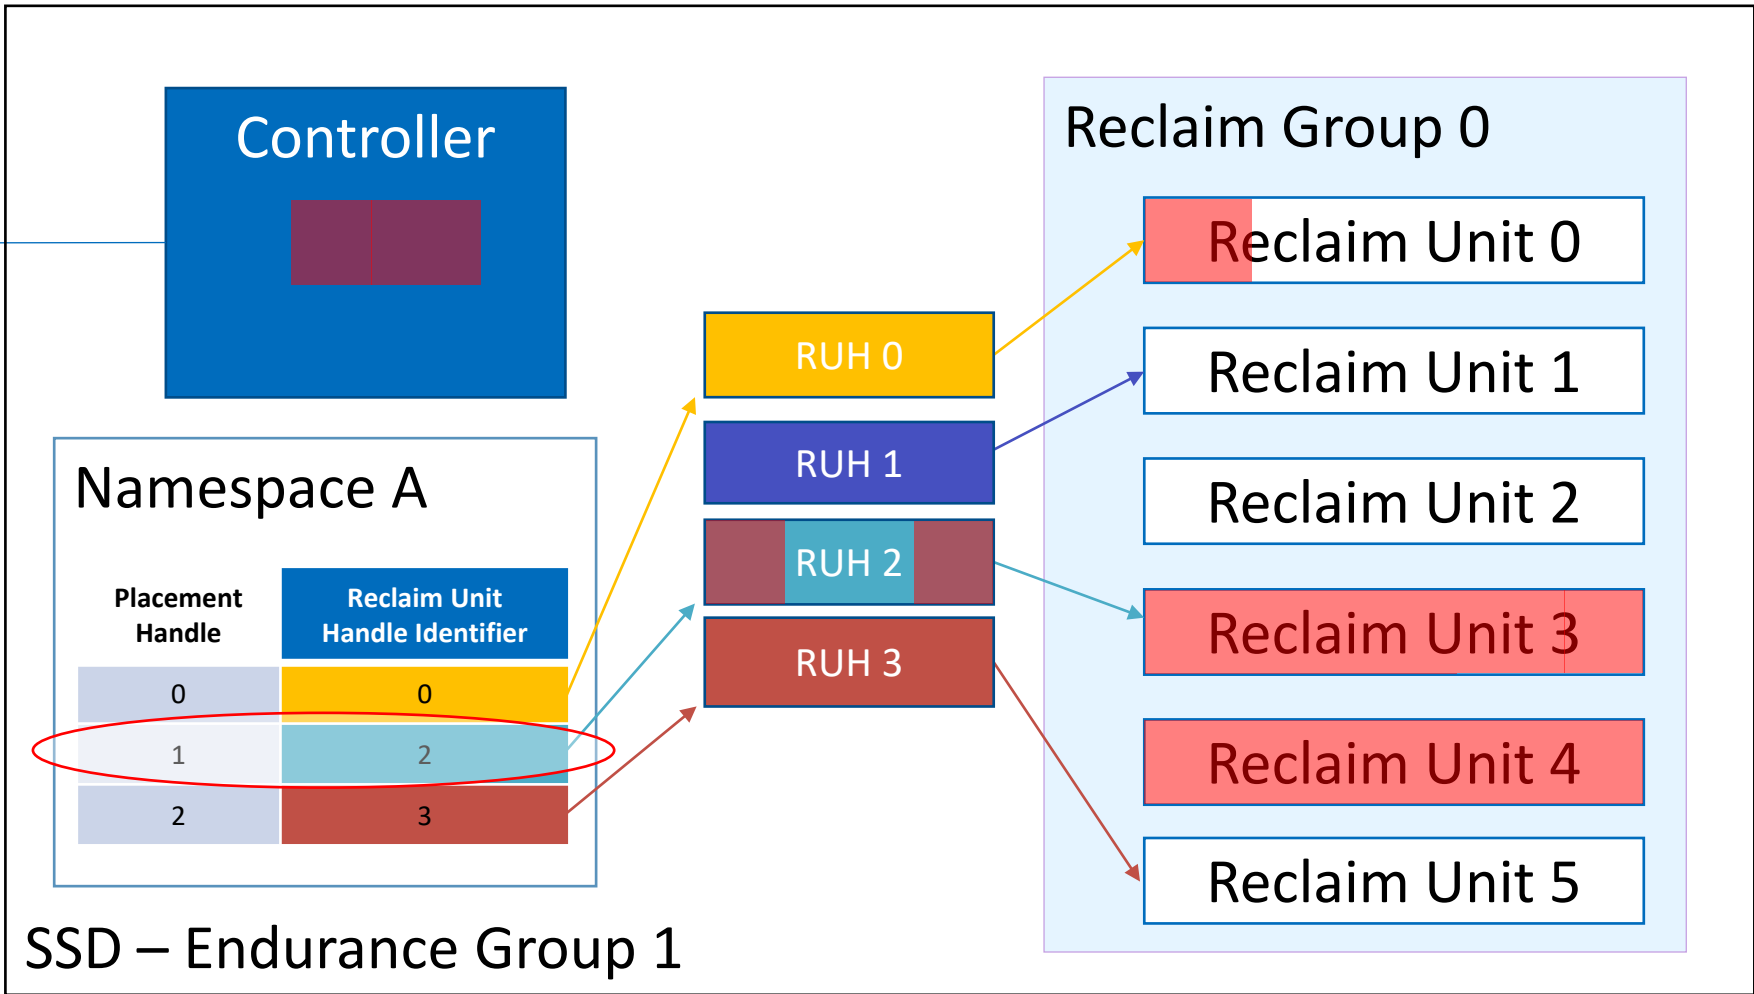 Controller
Reclaim Group 0
Reclaim Unit 0
Reclaim Unit 1
Reclaim Unit 2
Reclaim Unit 3
Reclaim Unit 4
Reclaim Unit 5
RUH 0
RUH 1
RUH 2
RUH 3
Namespace A
Placement
Handle
Reclaim Unit
Handle Identifier
0 0
1 2
2 3
SSD – Endurance Group 1